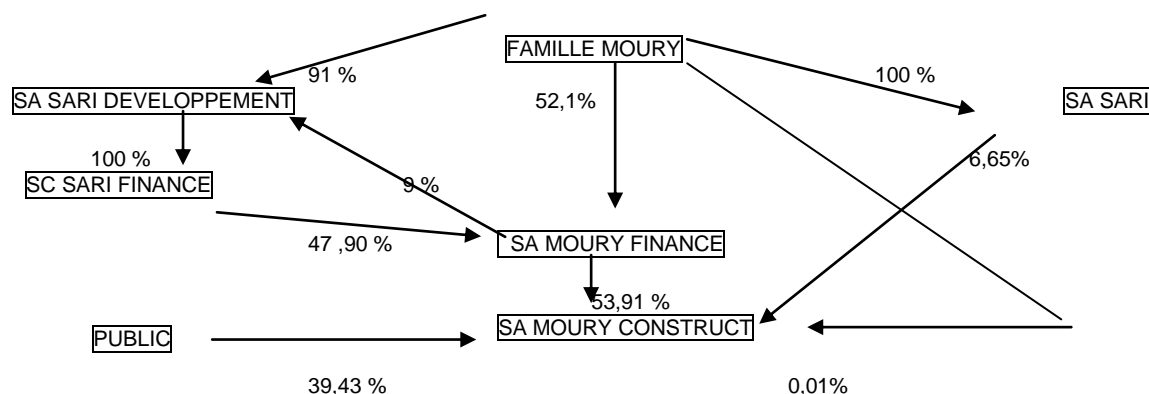 FAMILLE MOURY
91 %
100 %
SA SARI DEVELOPPEMENT
52,1%
SA SARI
100 %
9 %
6,65%
SC SARI FINANCE
47 ,90 %
SA MOURY FINANCE
53,91 %
SA MOURY CONSTRUCT
PUBLIC
39,43 %
0,01%